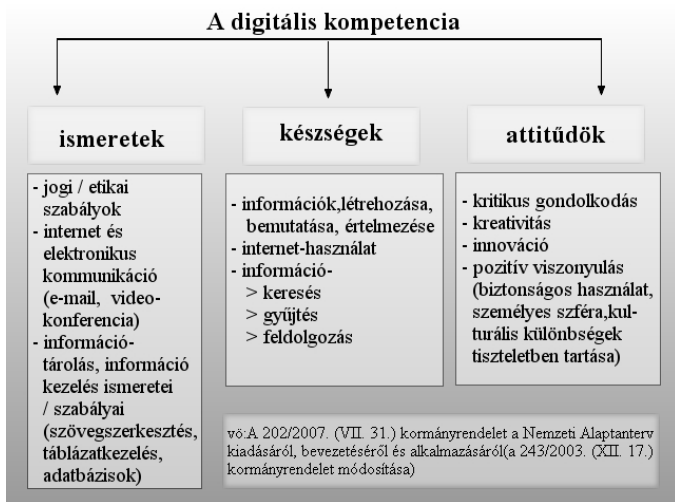 A digitális kompetencia
ismeretek
- jogi / etikai
szabályok
- internet és
elektronikus
kommunikáció
(e-mail, video-
konferencia)
- információ-
tárolás, információ
kezelés ismeretei
/ szabályai
(szövegszerkesztés,
táblázatkezelés,
adatbázisok)
készségek
- információk,létrehozása,
bemutatása, értelmezése
- internet-használat
- információ-
> keresés
> gyűjtés
> feldolgozás
attitűdök
- kritikus gondolkodás
- kreativitás
- innováció
- pozitív viszonyulás
(biztonságos használat,
személyes szféra,kul-
turális különbségek
tiszteletben tartása)
vö:A 202/2007. (VII. 31.) kormányrendelet a Nemzeti Alaptanterv
kiadásáról, bevezetéséről és alkalmazásáról(a 243/2003. (XII. 17.)
kormányrendelet módosítása)